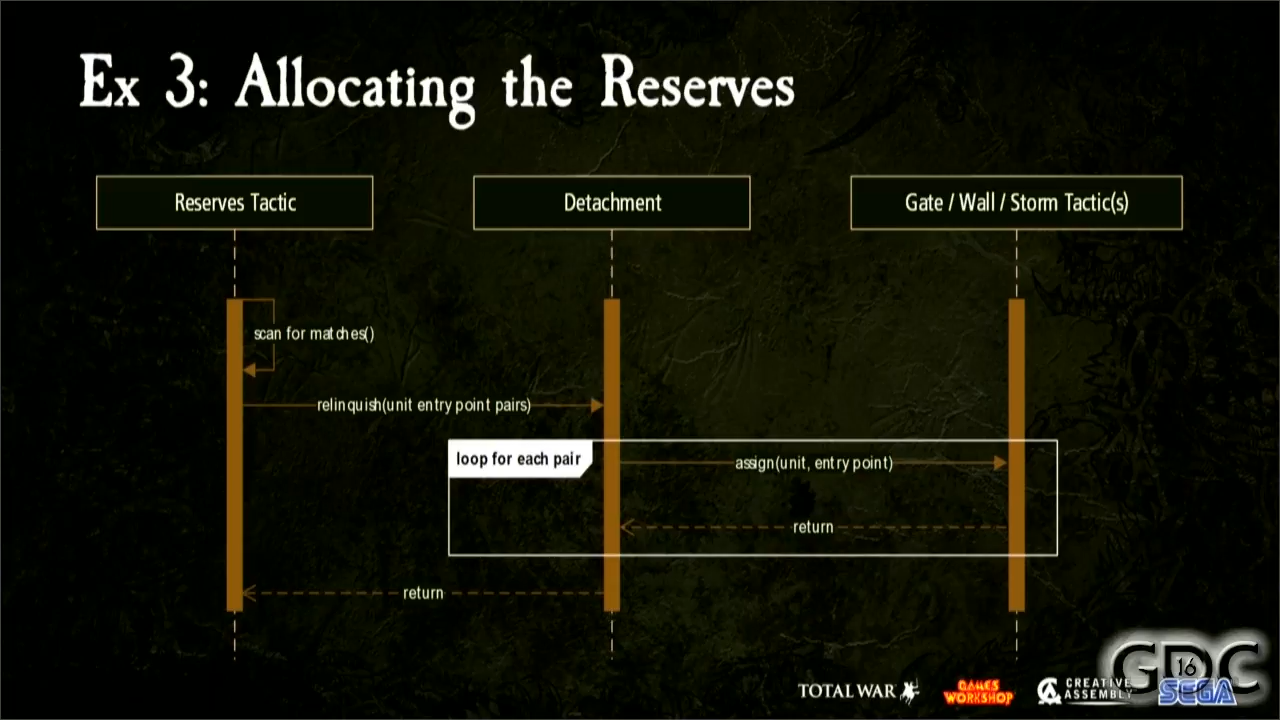 Ex 3: Allocating the Reserves
Reserves Tactic
Detachment
Gate / Wall / Storm Tactic(s)
scan for matches()
relinquish(unit entry point pairs)
loop for each pair
assign(unit, entry point)
return
return
TOTAL WAR
GAMES
WORKSHOP
CREATIVE
ASSEMBLY
SEGA
GDC
16